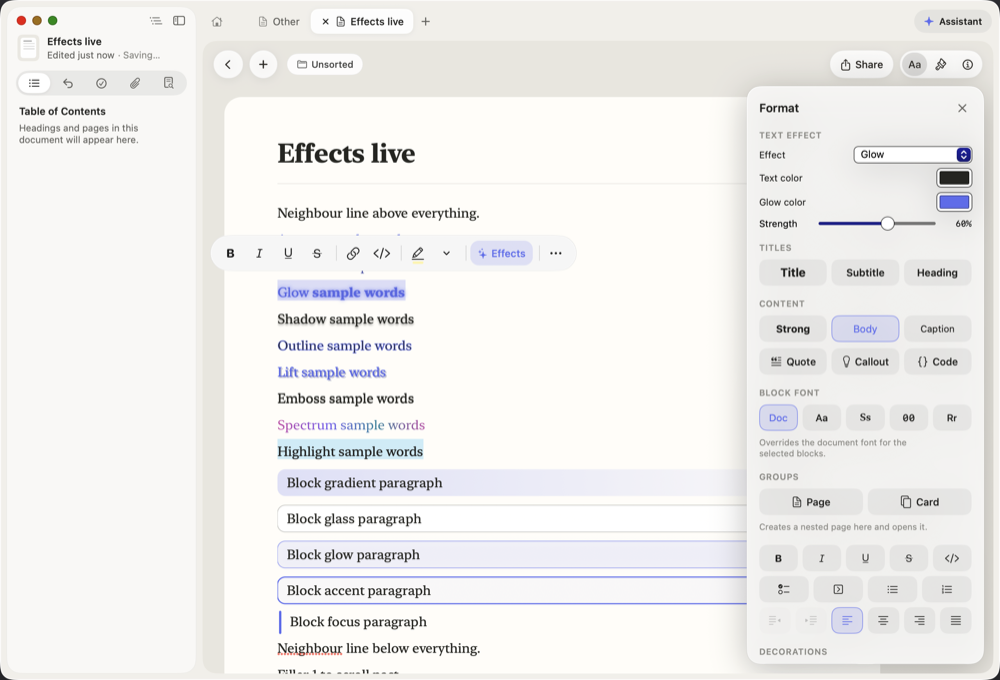 Effects live
Edited just now · Saving...
Table of Contents
Headings and pages in this
document will appear here.
Other
Effects live
Assistant
Unsorted
Share
Aa
Effects live
Neighbour line above everything.
B I U S </> Effects
Glow sample words
Shadow sample words
Outline sample words
Lift sample words
Emboss sample words
Spectrum sample words
Highlight sample words
Block gradient paragraph
Block glass paragraph
Block glow paragraph
Block accent paragraph
Block focus paragraph
Neighbour line below everything.
Format
TEXT EFFECT
Effect Glow
Text color
Glow color
Strength 60%
TITLES
Title Subtitle Heading
CONTENT
Strong Body Caption
Quote Callout {} Code
BLOCK FONT
Doc Aa Ss 00 Rr
Overrides the document font for the
selected blocks.
GROUPS
Page Card
Creates a nested page here and opens it.
B I U S </>
DECORATIONS